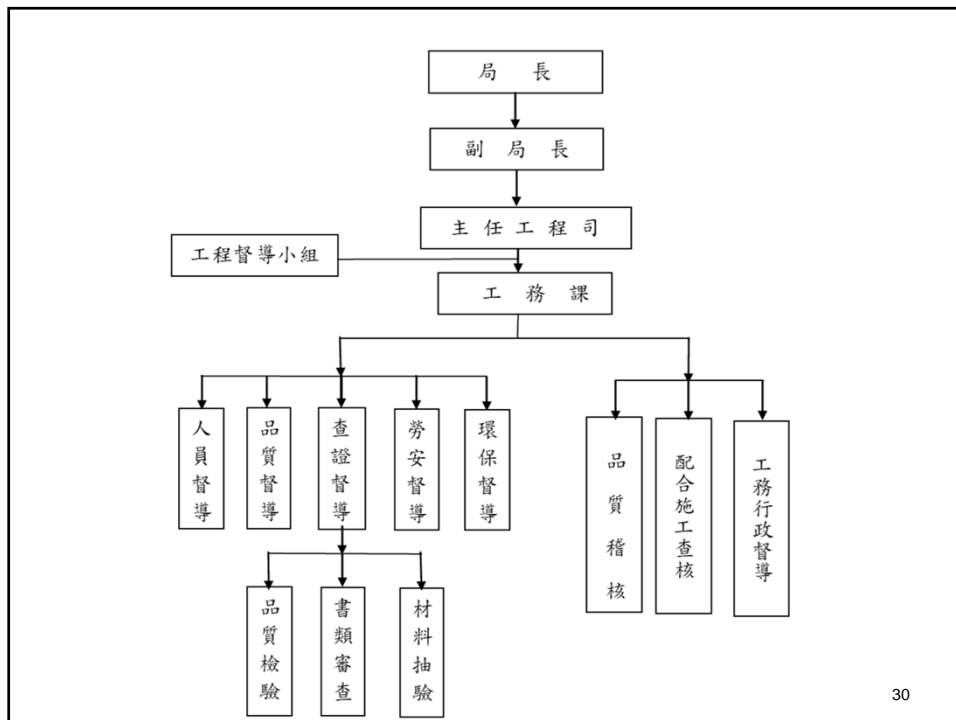 局長
副局長
主任工程司
工程督導小組
工務課
人員督導
品質督導
查證督導
勞安督導
環保督導
品質稽核
配合施工查核
工務行政督導
品質檢驗
書類審查
材料抽驗
30